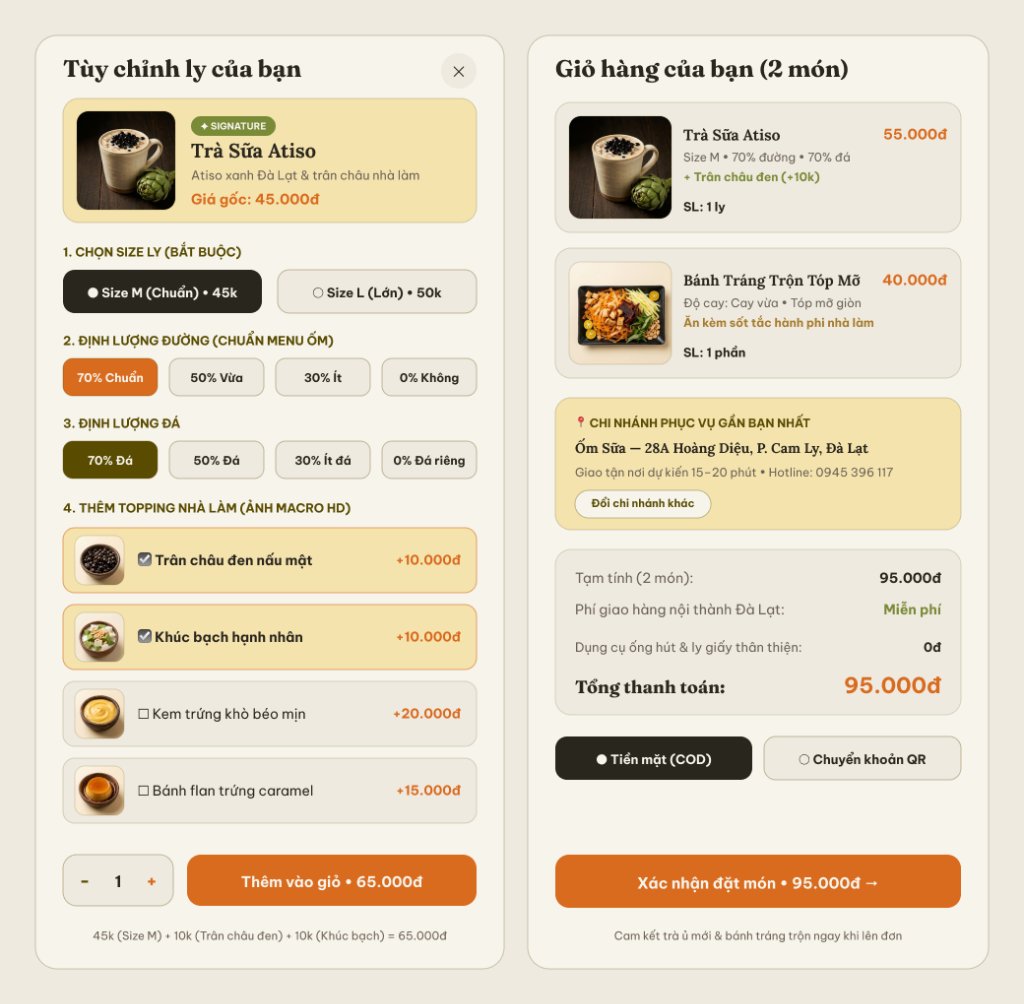 Tùy chỉnh ly của bạn
×
✦ SIGNATURE
Trà Sữa Atiso
Atiso xanh Đà Lạt & trân châu nhà làm
Giá gốc: 45.000đ
1. CHỌN SIZE LY (BẮT BUỘC)
● Size M (Chuẩn) • 45k
○ Size L (Lớn) • 50k
2. ĐỊNH LƯỢNG ĐƯỜNG (CHUẨN MENU ỐM)
70% Chuẩn
50% Vừa
30% Ít
0% Không
3. ĐỊNH LƯỢNG ĐÁ
70% Đá
50% Đá
30% Ít đá
0% Đá riêng
4. THÊM TOPPING NHÀ LÀM (ẢNH MACRO HD)
☑ Trân châu đen nấu mật +10.000đ
☑ Khúc bạch hạnh nhân +10.000đ
☐ Kem trứng khò béo mịn +20.000đ
☐ Bánh flan trứng caramel +15.000đ
- 1 +
Thêm vào giỏ • 65.000đ
45k (Size M) + 10k (Trân châu đen) + 10k (Khúc bạch) = 65.000đ
Giỏ hàng của bạn (2 món)
Trà Sữa Atiso 55.000đ
Size M • 70% đường • 70% đá
+ Trân châu đen (+10k)
SL: 1 ly
Bánh Tráng Trộn Tóp Mỡ 40.000đ
Độ cay: Cay vừa • Tóp mỡ giòn
Ăn kèm sốt tắc hành phi nhà làm
SL: 1 phần
📍 CHI NHÁNH PHỤC VỤ GẦN BẠN NHẤT
Ốm Sữa — 28A Hoàng Diệu, P. Cam Ly, Đà Lạt
Giao tận nơi dự kiến 15–20 phút • Hotline: 0945 396 117
Đổi chi nhánh khác
Tạm tính (2 món): 95.000đ
Phí giao hàng nội thành Đà Lạt: Miễn phí
Dụng cụ ống hút & ly giấy thân thiện: 0đ
Tổng thanh toán: 95.000đ
● Tiền mặt (COD)
○ Chuyển khoản QR
Xác nhận đặt món • 95.000đ →
Cam kết trà ủ mới & bánh tráng trộn ngay khi lên đơn